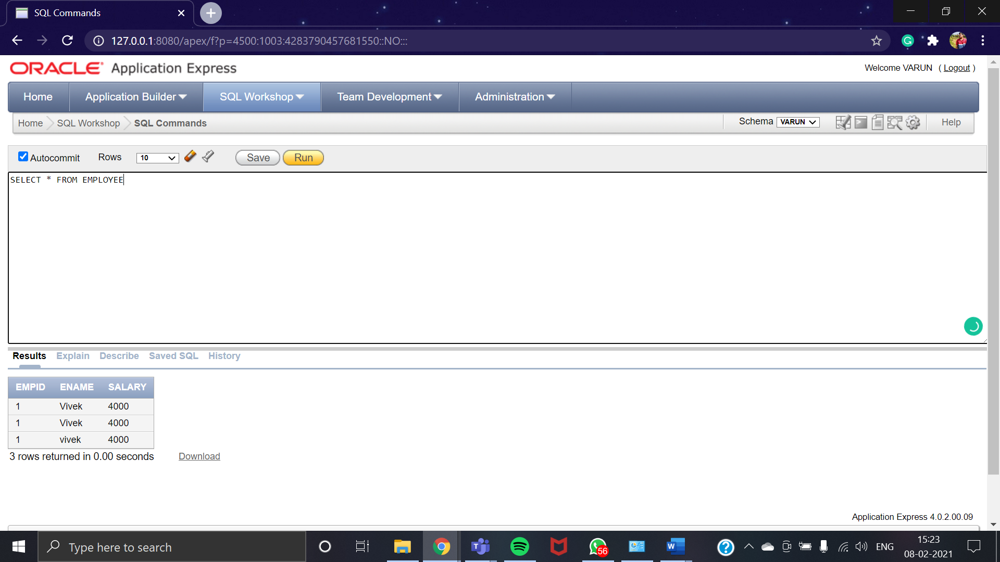 SQL Commands
127.0.0.1:8080/apex/f?p=4500:1003:4283790457681550::NO:::
ORACLE® Application Express
Welcome VARUN ( Logout )
Home Application Builder SQL Workshop Team Development Administration
Home SQL Workshop SQL Commands Schema VARUN Help
Autocommit Rows 10 Save Run
SELECT * FROM EMPLOYEE
Results Explain Describe Saved SQL History
EMPID ENAME SALARY
1 Vivek 4000
1 Vivek 4000
1 vivek 4000
3 rows returned in 0.00 seconds Download
Application Express 4.0.2.00.09
Type here to search
56
ENG
15:23
08-02-2021